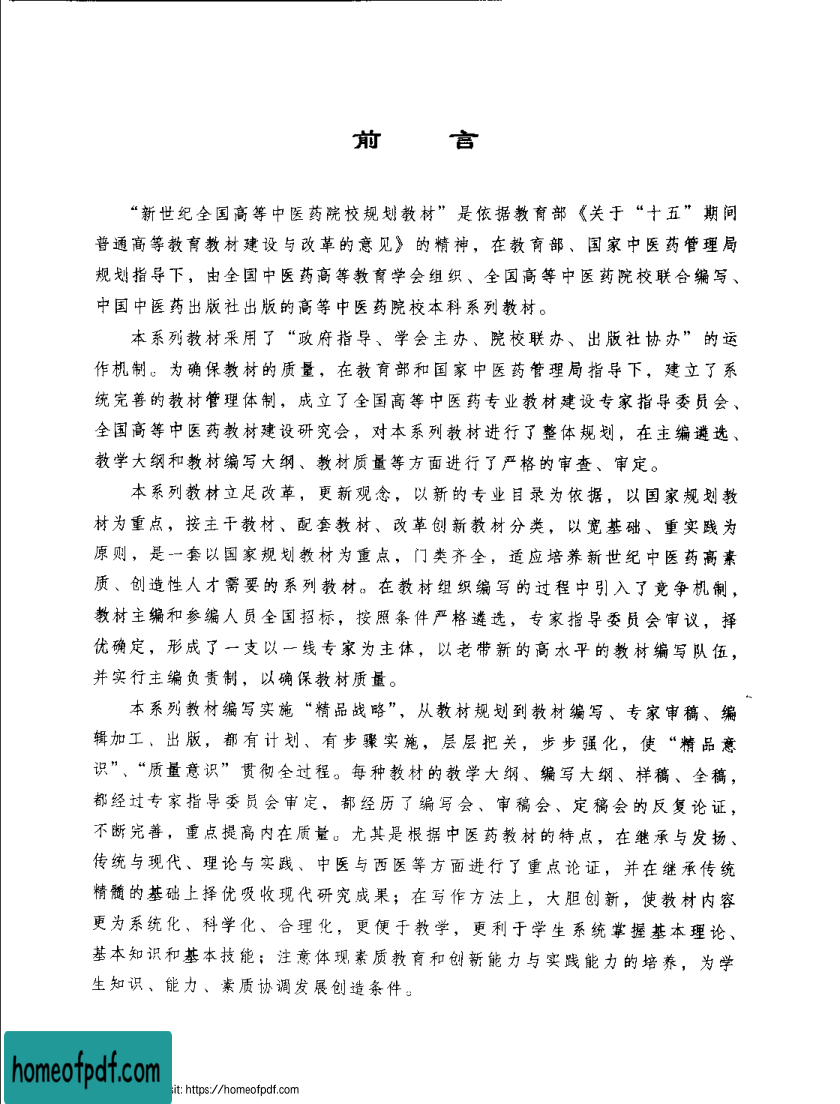 前 言
“新世纪全国高等中医药院校规划教材”是依据教育部《关于“十五”期间
普通高等教育教材建设与改革的意见》的精神，在教育部、国家中医药管理局
规划指导下，由全国中医药高等教育学会组织、全国高等中医药院校联合编写、
中国中医药出版社出版的高等中医药院校本科系列教材。
本系列教材采用了“政府指导、学会主办、院校联办、出版社协办”的运
作机制。为确保教材的质量，在教育部和国家中医药管理局指导下，建立了系
统完善的教材管理体制，成立了全国高等中医药专业教材建设专家指导委员会、
全国高等中医药教材建设研究会，对本系列教材进行了整体规划，在主编遴选、
教学大纲和教材编写大纲、教材质量等方面进行了严格的审查、审定。
本系列教材立足改革，更新观念，以新的专业目录为依据，以国家规划教
材为重点，按主干教材、配套教材、改革创新教材分类，以宽基础、重实践为
原则，是一套以国家规划教材为重点，门类齐全，适应培养新世纪中医药高素
质、创造性人才需要的系列教材。在教材组织编写的过程中引入了竞争机制，
教材主编和参编人员全国招标，按照条件严格遴选，专家指导委员会审议，择
优确定，形成了一支以一线专家为主体，以老带新的高水平的教材编写队伍，
并实行主编负责制，以确保教材质量。
本系列教材编写实施“精品战略”，从教材规划到教材编写、专家审稿、编
辑加工、出版，都有计划、有步骤实施，层层把关，步步强化，使“精品意
识”、“质量意识”贯彻全过程。每种教材的教学大纲、编写大纲、样稿、全稿，
都经过专家指导委员会审定，都经历了编写会、审稿会、定稿会的反复论证，
不断完善，重点提高内在质量。尤其是根据中医药教材的特点，在继承与发扬、
传统与现代、理论与实践、中医与西医等方面进行了重点论证，并在继承传统
精髓的基础上择优吸收现代研究成果；在写作方法上，大胆创新，使教材内容
更为系统化、科学化、合理化，更便于教学，更利于学生系统掌握基本理论、
基本知识和基本技能；注意体现素质教育和创新能力与实践能力的培养，为学
生知识、能力、素质协调发展创造条件。
homeofpdf.com
sit: https://homeofpdf.com